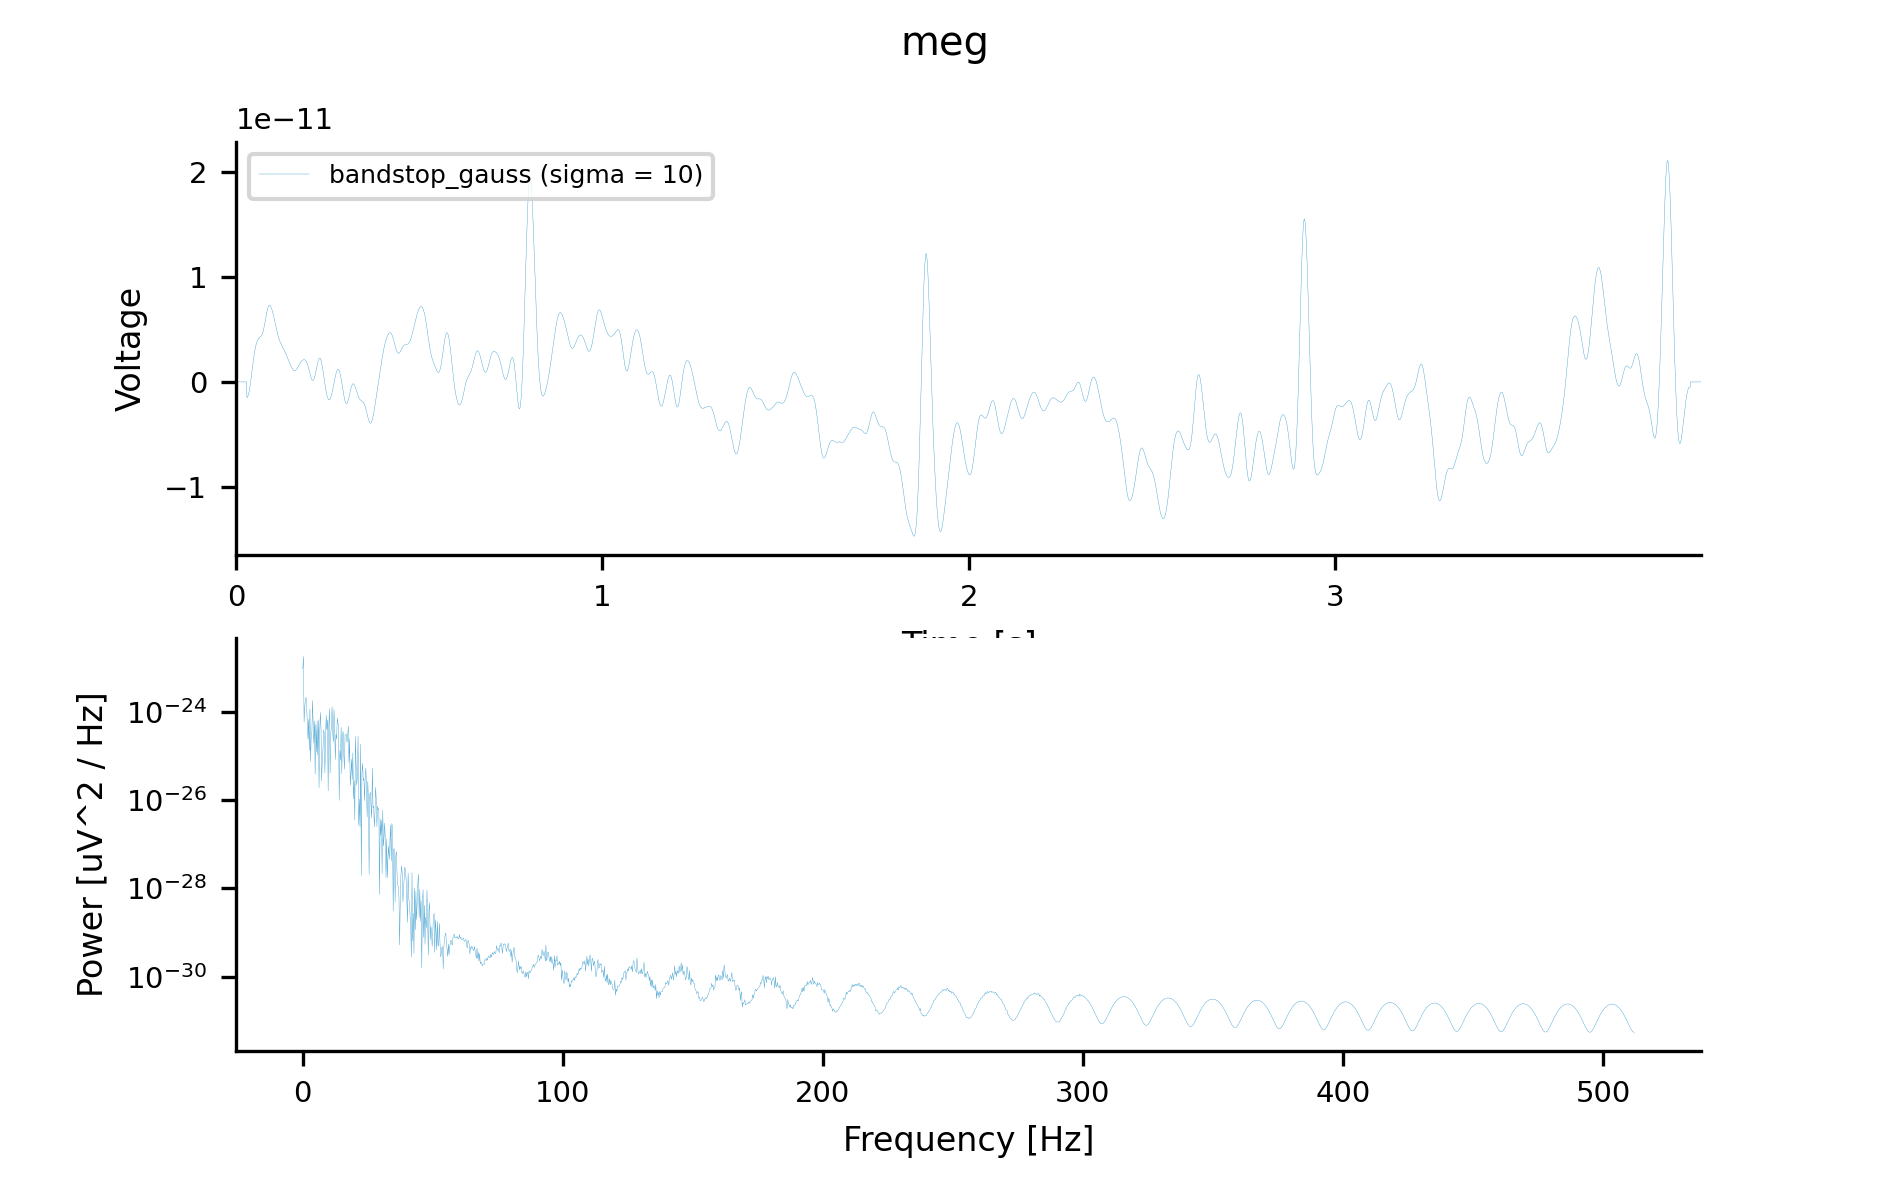 meg
1e−11
bandstop_gauss (sigma = 10)
2
1
0
−1
Voltage
0 1 2 3
Time [s]
10−24
10−26
10−28
10−30
Power [uV^2 / Hz]
0 100 200 300 400 500
Frequency [Hz]